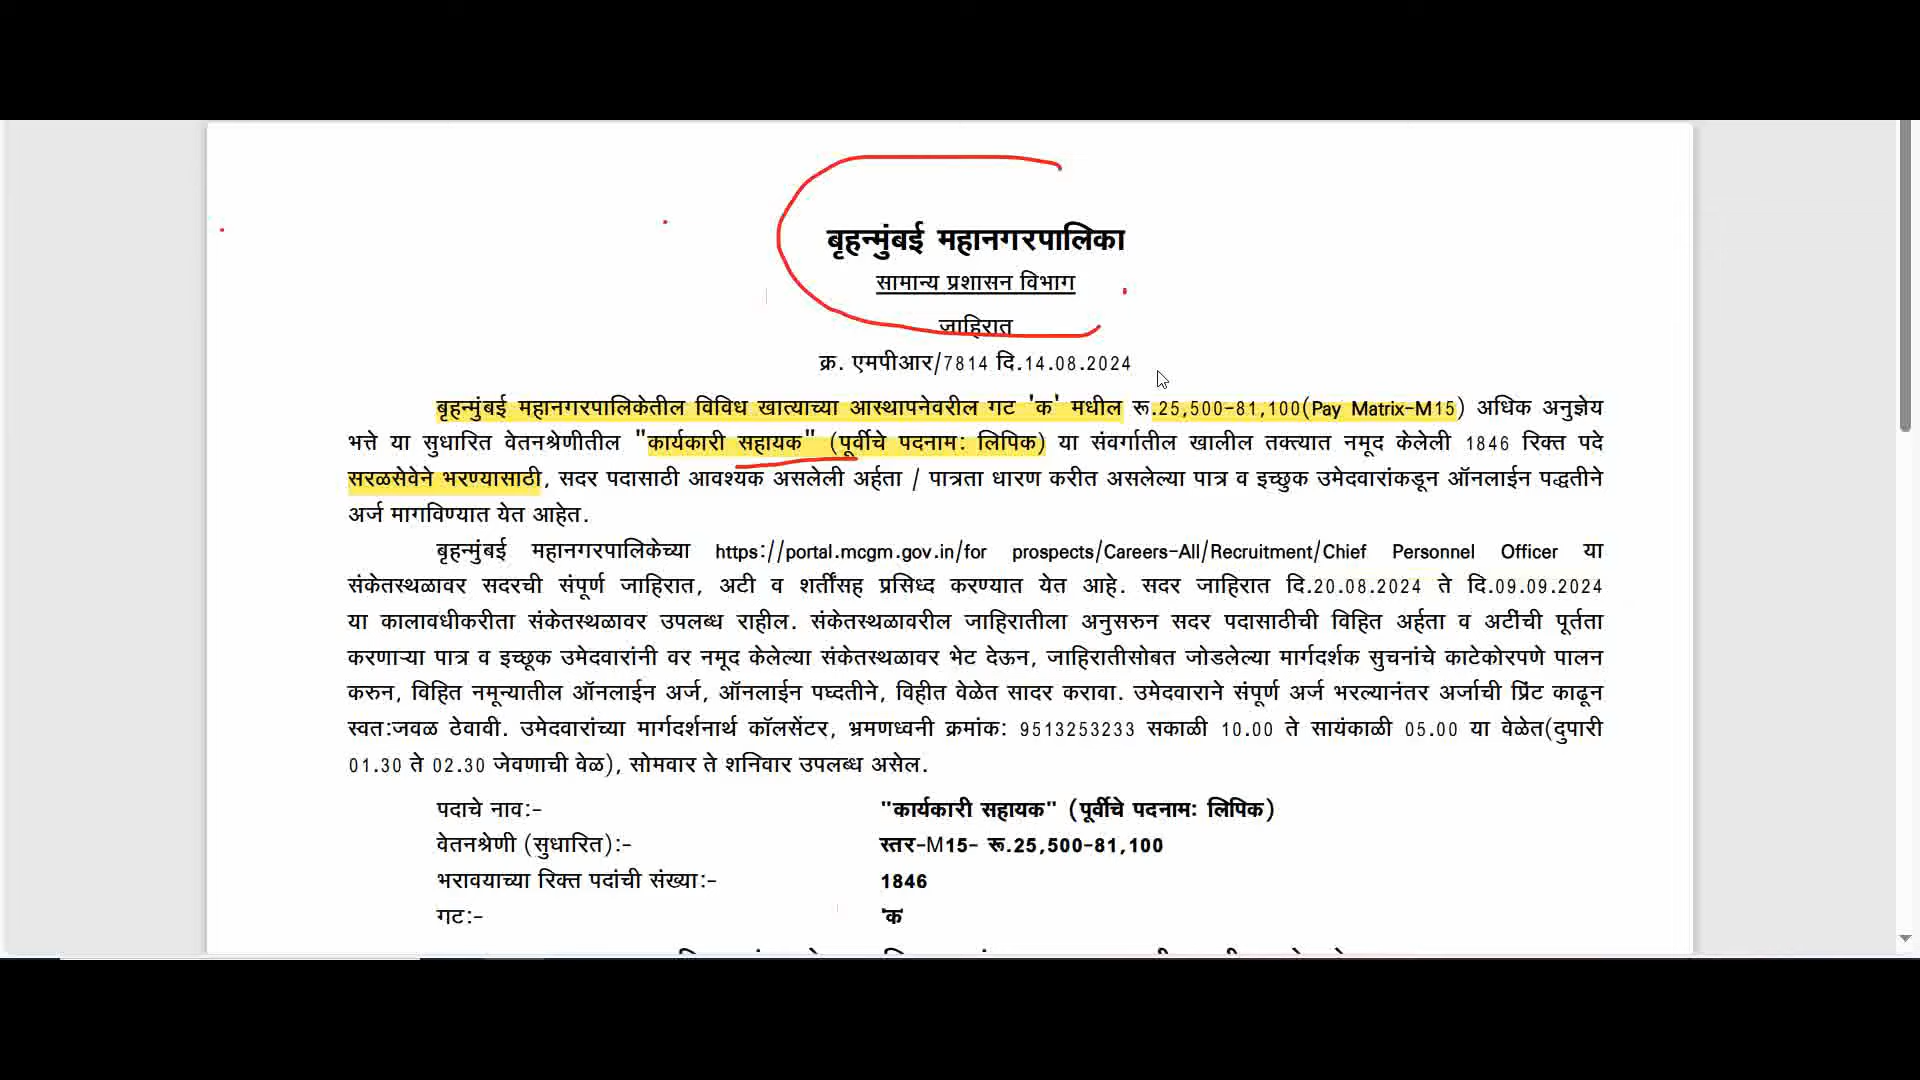 बृहन्मुंबई महानगरपालिका
सामान्य प्रशासन विभाग
जाहिरात
क्र. एमपीआर/7814 दि.14.08.2024
बृहन्मुंबई महानगरपालिकेतील विविध खात्याच्या आस्थापनेवरील गट 'क' मधील रू.25,500-81,100(Pay Matrix-M15) अधिक अनुज्ञेय
भत्ते या सुधारित वेतनश्रेणीतील "कार्यकारी सहायक" (पूर्वीचे पदनाम: लिपिक) या संवर्गातील खालील तक्त्यात नमूद केलेली 1846 रिक्त पदे
सरळसेवेने भरण्यासाठी, सदर पदासाठी आवश्यक असलेली अर्हता / पात्रता धारण करीत असलेल्या पात्र व इच्छुक उमेदवारांकडून ऑनलाईन पद्धतीने
अर्ज मागविण्यात येत आहेत.
बृहन्मुंबई महानगरपालिकेच्या https://portal.mcgm.gov.in/for prospects/Careers-All/Recruitment/Chief Personnel Officer या
संकेतस्थळावर सदरची संपूर्ण जाहिरात, अटी व शर्तींसह प्रसिध्द करण्यात येत आहे. सदर जाहिरात दि.20.08.2024 ते दि.09.09.2024
या कालावधीकरीता संकेतस्थळावर उपलब्ध राहील. संकेतस्थळावरील जाहिरातीला अनुसरुन सदर पदासाठीची विहित अर्हता व अटींची पूर्तता
करणाऱ्या पात्र व इच्छूक उमेदवारांनी वर नमूद केलेल्या संकेतस्थळावर भेट देऊन, जाहिरातीसोबत जोडलेल्या मार्गदर्शक सुचनांचे काटेकोरपणे पालन
करुन, विहित नमून्यातील ऑनलाईन अर्ज, ऑनलाईन पध्दतीने, विहीत वेळेत सादर करावा. उमेदवाराने संपूर्ण अर्ज भरल्यानंतर अर्जाची प्रिंट काढून
स्वत:जवळ ठेवावी. उमेदवारांच्या मार्गदर्शनार्थ कॉलसेंटर, भ्रमणध्वनी क्रमांक: 9513253233 सकाळी 10.00 ते सायंकाळी 05.00 या वेळेत(दुपारी
01.30 ते 02.30 जेवणाची वेळ), सोमवार ते शनिवार उपलब्ध असेल.
पदाचे नाव:- "कार्यकारी सहायक" (पूर्वीचे पदनाम: लिपिक)
वेतनश्रेणी (सुधारित):- स्तर-M15- रू.25,500-81,100
भरावयाच्या रिक्त पदांची संख्या:- 1846
गट:- 'क'